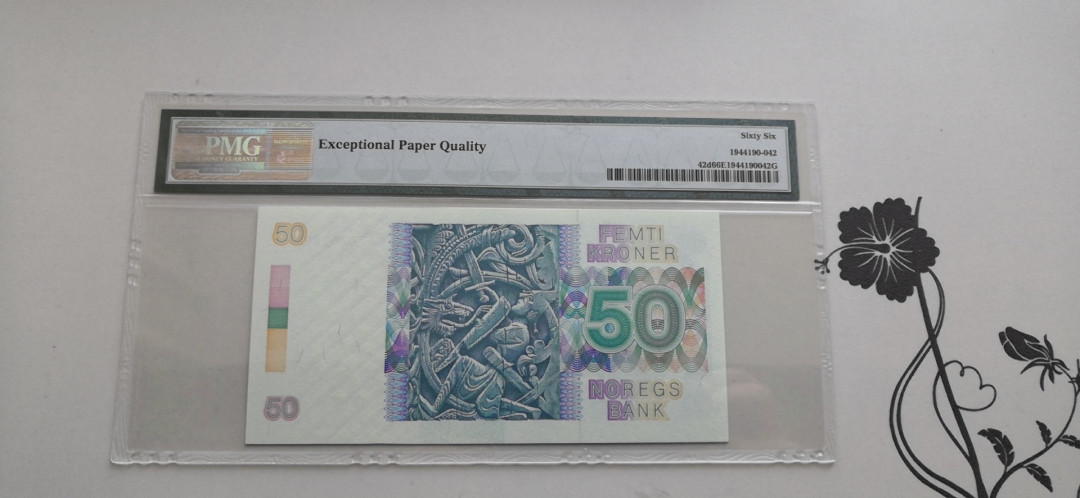 PMG
Exceptional Paper Quality
Sixty Six
1944190-042
42d66E1944190042G
50
FEMTI
KRONER
50
50
NOREGS
BANK